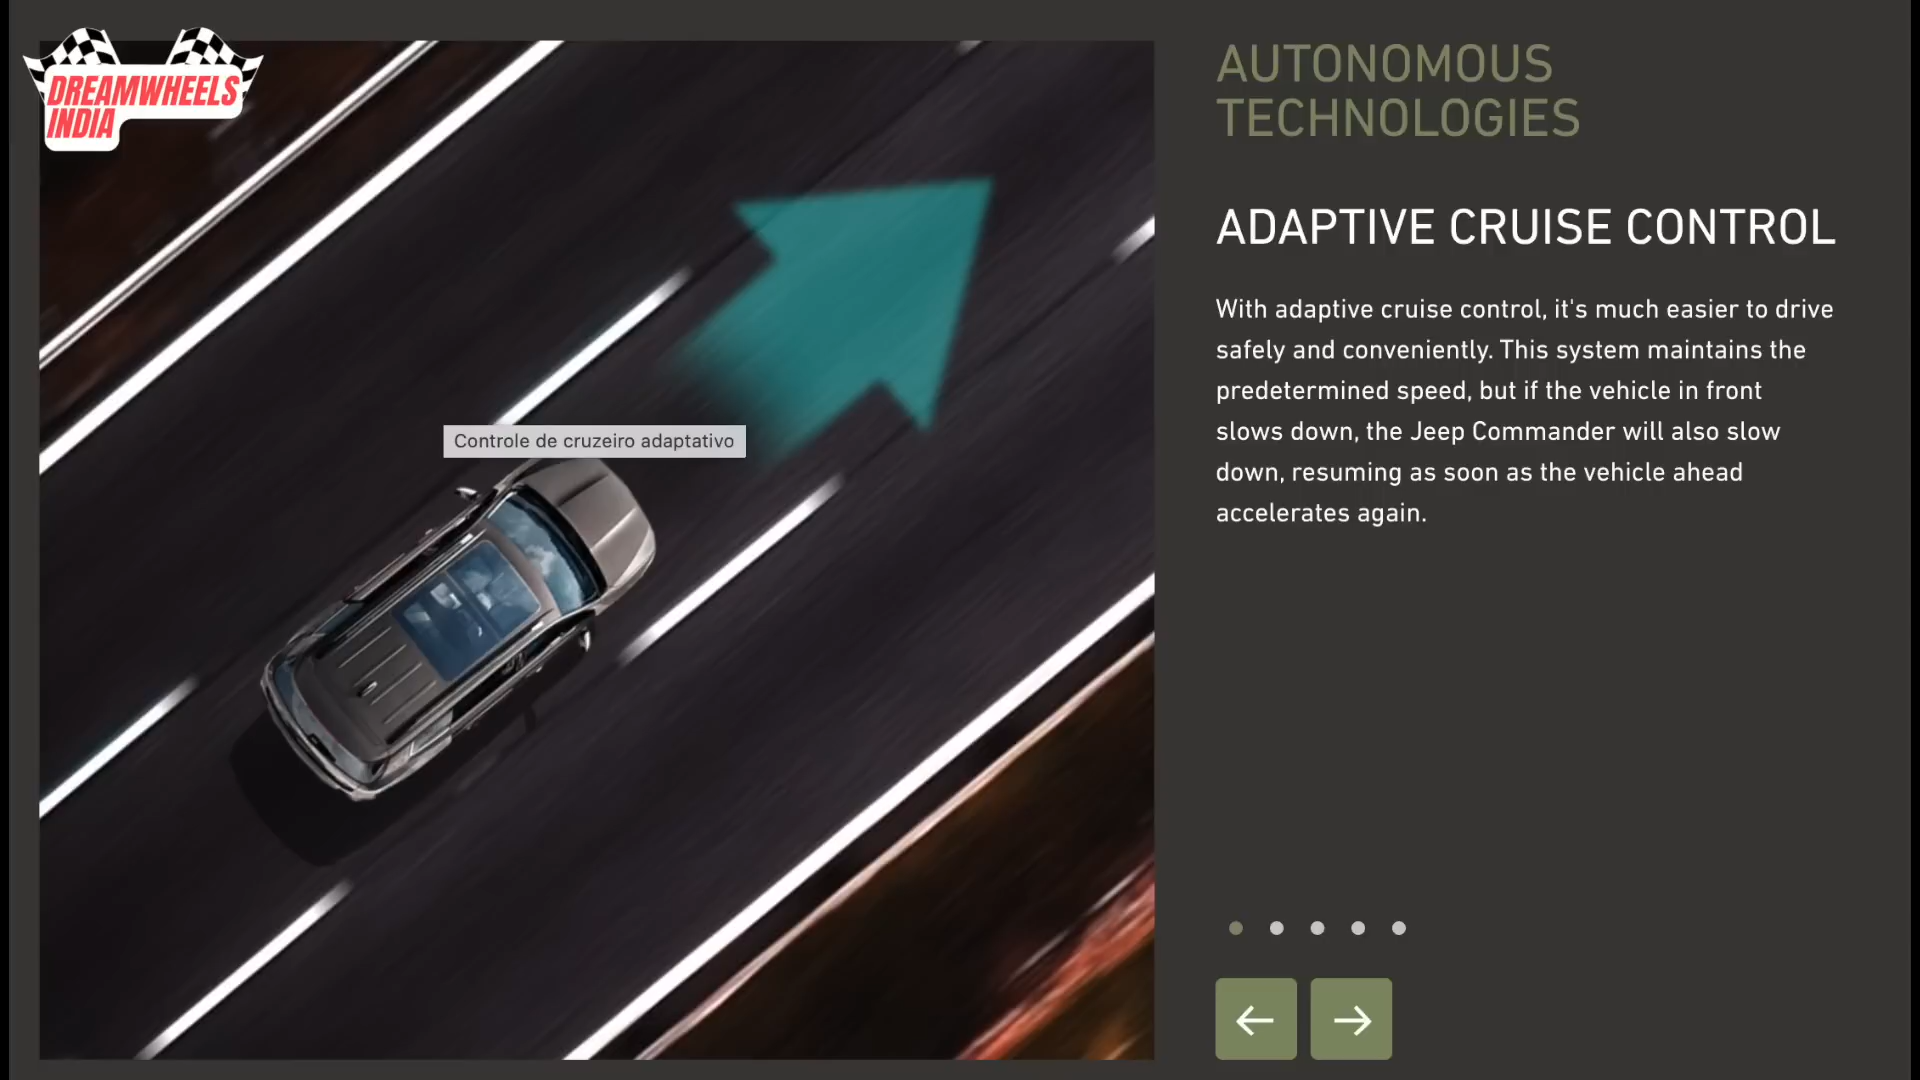 DREAMWHEELS
INDIA
AUTONOMOUS
TECHNOLOGIES
ADAPTIVE CRUISE CONTROL
With adaptive cruise control, it's much easier to drive
safely and conveniently. This system maintains the
predetermined speed, but if the vehicle in front
slows down, the Jeep Commander will also slow
down, resuming as soon as the vehicle ahead
accelerates again.
Controle de cruzeiro adaptativo